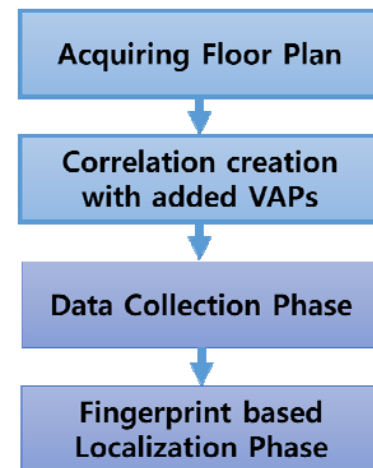 Acquiring Floor Plan
Correlation creation
with added VAPs
Data Collection Phase
Fingerprint based
Localization Phase